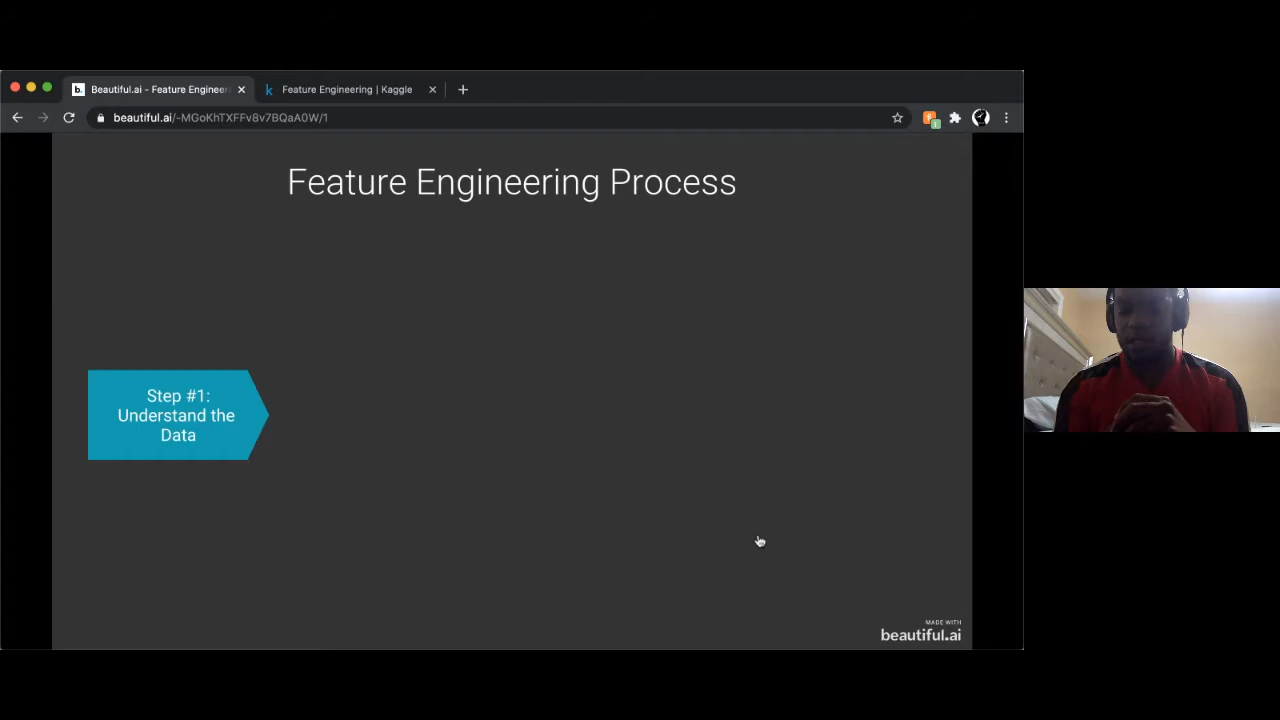 b. Beautiful.ai - Feature Engineer
k Feature Engineering | Kaggle
beautiful.ai/-MGoKhTXFFv8v7BQaA0W/1
1
Feature Engineering Process
Step #1:
Understand the
Data
MADE WITH
beautiful.ai